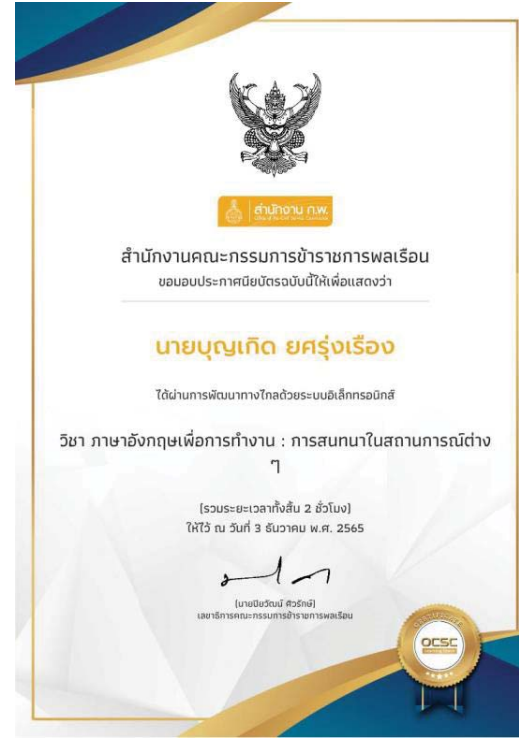 สำนักงาน ก.พ.
สำนักงานคณะกรรมการข้าราชการพลเรือน
ขอมอบประกาศนียบัตรฉบับนี้ให้เพื่อแสดงว่า
นายบุญเกิด ยศรุ่งเรือง
ได้ผ่านการพัฒนาทางไกลด้วยระบบอิเล็กทรอนิกส์
วิชา ภาษาอังกฤษเพื่อการทำงาน : การสนทนาในสถานการณ์ต่าง
ๆ
(รวมระยะเวลาทั้งสิ้น 2 ชั่วโมง)
ให้ไว้ ณ วันที่ 3 ธันวาคม พ.ศ. 2565
(นายปิยวัฒน์ ศิวรักษ์)
เลขาธิการคณะกรรมการข้าราชการพลเรือน
OCSC